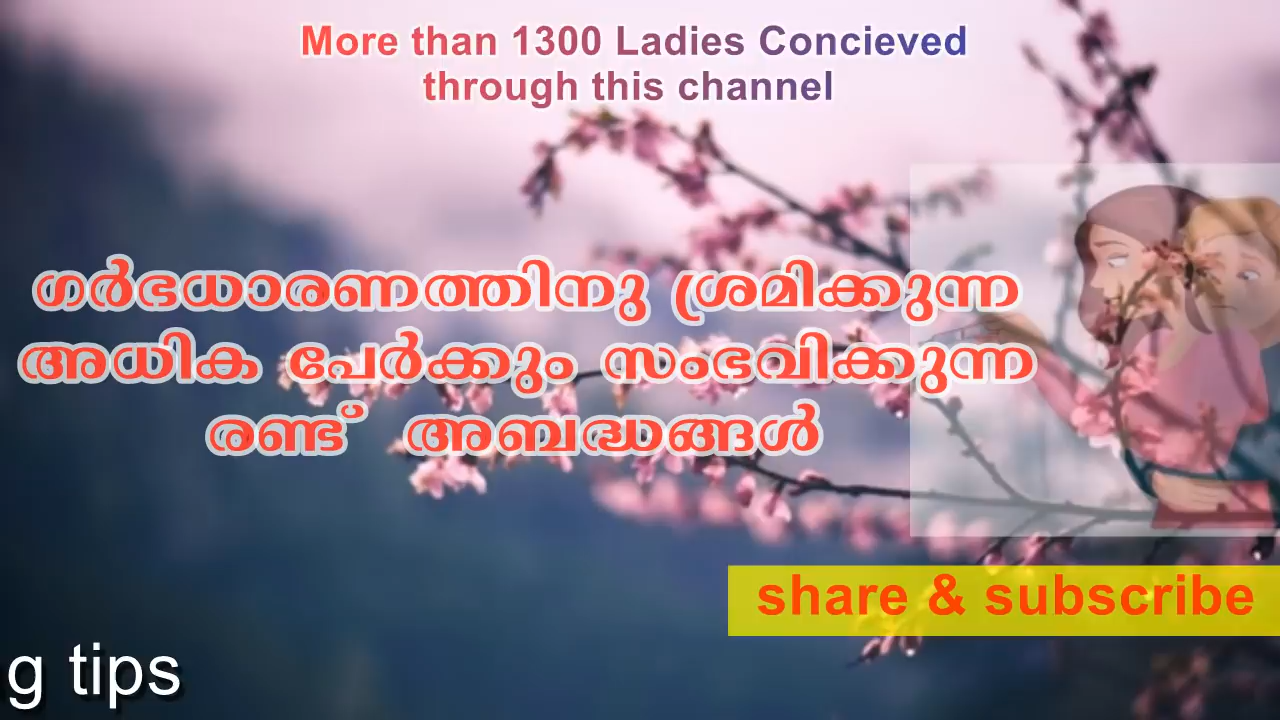 More than 1300 Ladies Concieved
through this channel
ഗർഭധാരണത്തിനു ശ്രമിക്കുന്ന
അധിക പേർക്കും സംഭവിക്കുന്ന
രണ്ട് അബദ്ധങ്ങൾ
share & subscribe
g tips